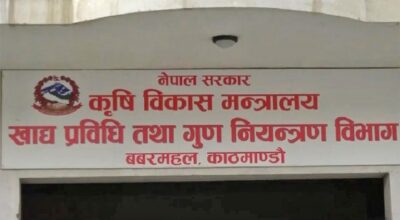 नेपाल सरकार
कृषि विकास मन्त्रालय
खाद्य प्रविधि तथा गुण नियन्त्रण विभाग
बबरमहल, काठमाण्डौ